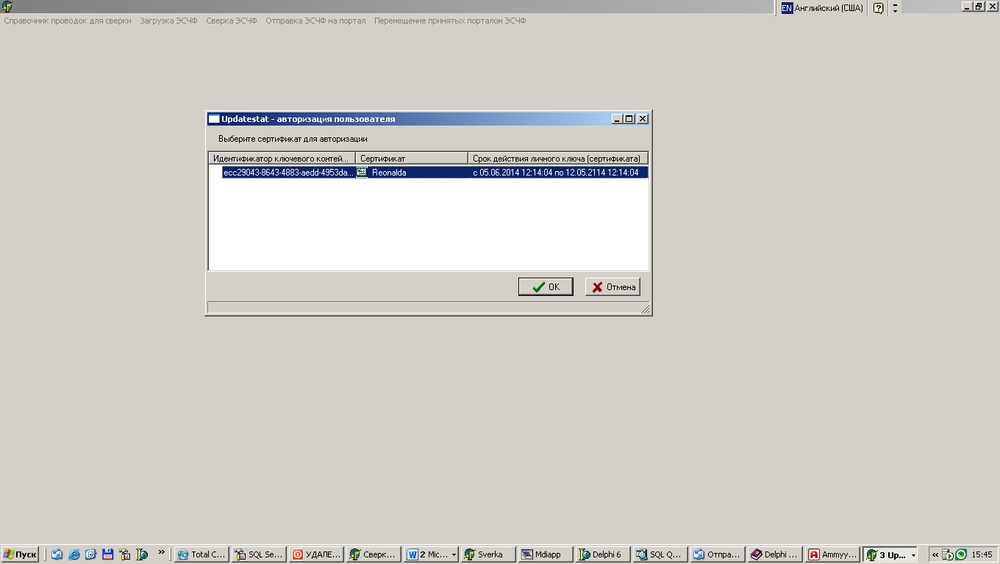 EN Английский (США)
Справочник проводок для сверки Загрузка ЭСЧФ Сверка ЭСЧФ Отправка ЭСЧФ на портал Перемещение принятых порталом ЭСЧФ
Updatestat - авторизация пользователя
Выберите сертификат для авторизации
Идентификатор ключевого контей... Сертификат Срок действия личного ключа (сертификата)
ecc29043-8643-4883-aedd-4953da... Reonalda с 05.06.2014 12:14:04 по 12.05.2114 12:14:04
OK Отмена
Пуск » Total C... SQL Se... УДАЛЕ... Сверк... 2 Mic... Sverka Mdiapp Delphi 6 SQL Q... Отпра... Delphi ... Ammyy... 3 Up... « 15:45